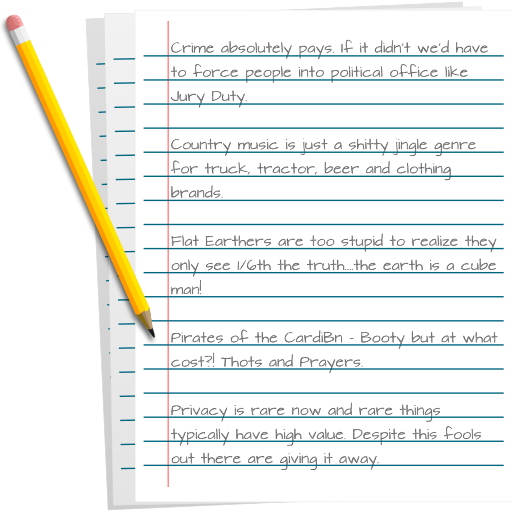 Crime absolutely pays. If it didn't we'd have
to force people into political office like
Jury Duty.
Country music is just a shitty jingle genre
for truck, tractor, beer and clothing
brands.
Flat Earthers are too stupid to realize they
only see 1/6th the truth....the earth is a cube
man!
Pirates of the CardiBn - Booty but at what
cost?! Thots and Prayers.
Privacy is rare now and rare things
typically have high value. Despite this fools
out there are giving it away.